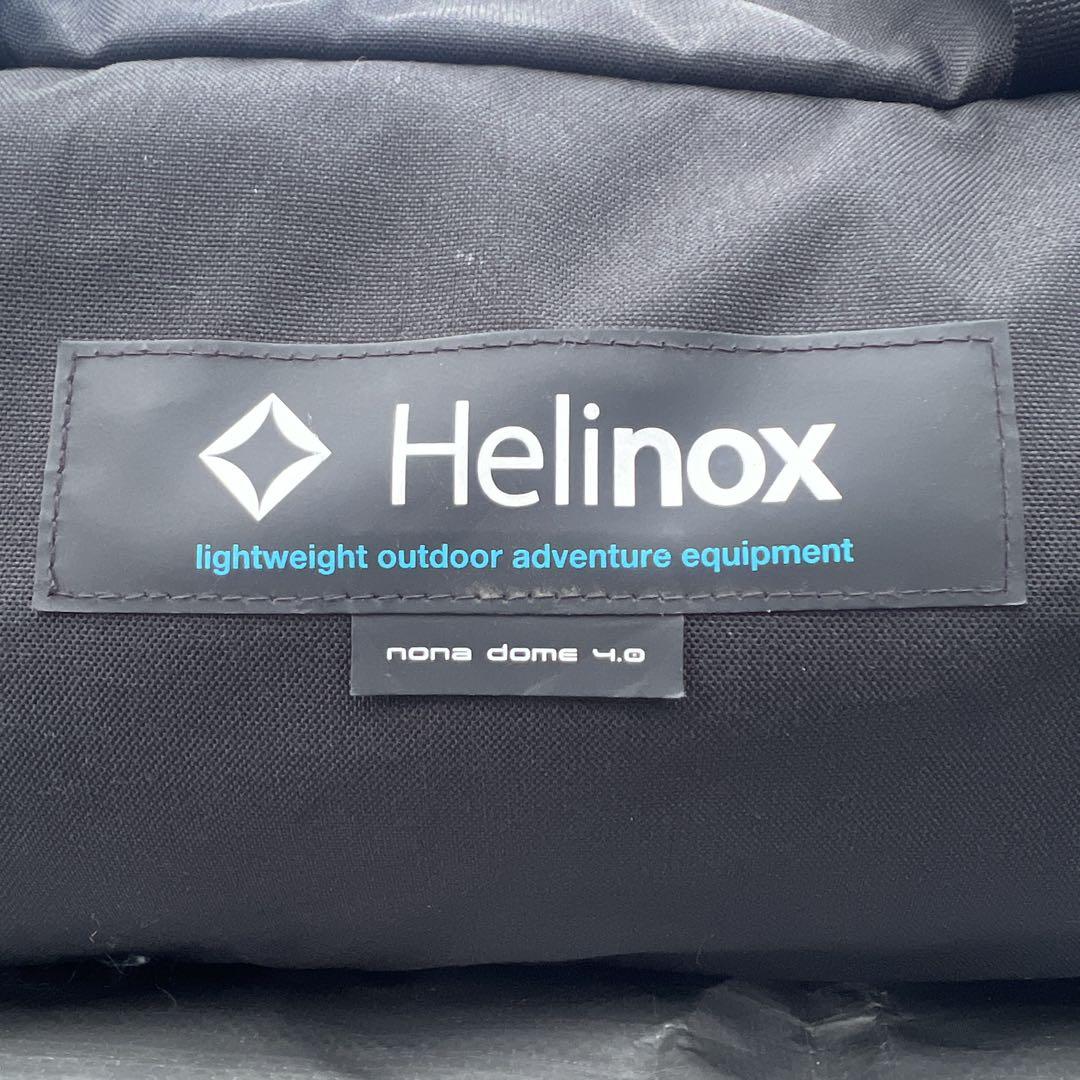 Helinox
lightweight outdoor adventure equipment
nona dome 4.0